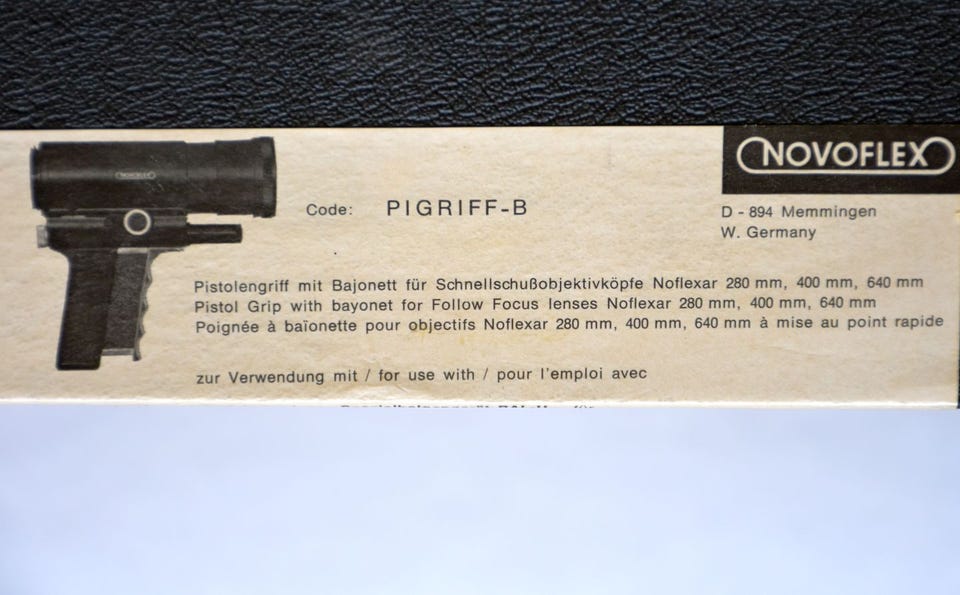 NOVOFLEX
Code: PIGRIFF-B
D - 894 Memmingen
W. Germany
Pistolengriff mit Bajonett für Schnellschußobjektivköpfe Noflexar 280 mm, 400 mm, 640 mm
Pistol Grip with bayonet for Follow Focus lenses Noflexar 280 mm, 400 mm, 640 mm
Poignée à baïonette pour objectifs Noflexar 280 mm, 400 mm, 640 mm à mise au point rapide
zur Verwendung mit / for use with / pour l'emploi avec